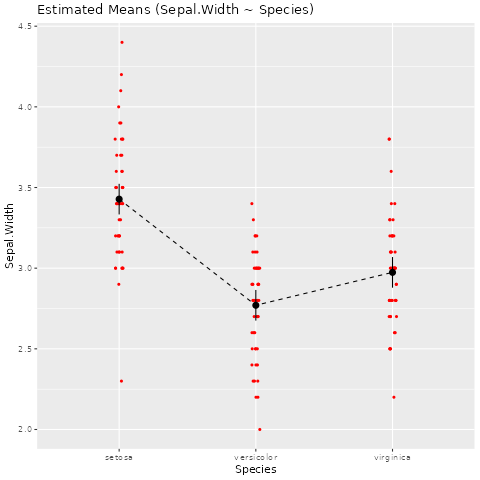 Estimated Means (Sepal.Width ~ Species)
4.5
4.0
3.5
3.0
2.5
2.0
Sepal.Width
setosa versicolor virginica
Species